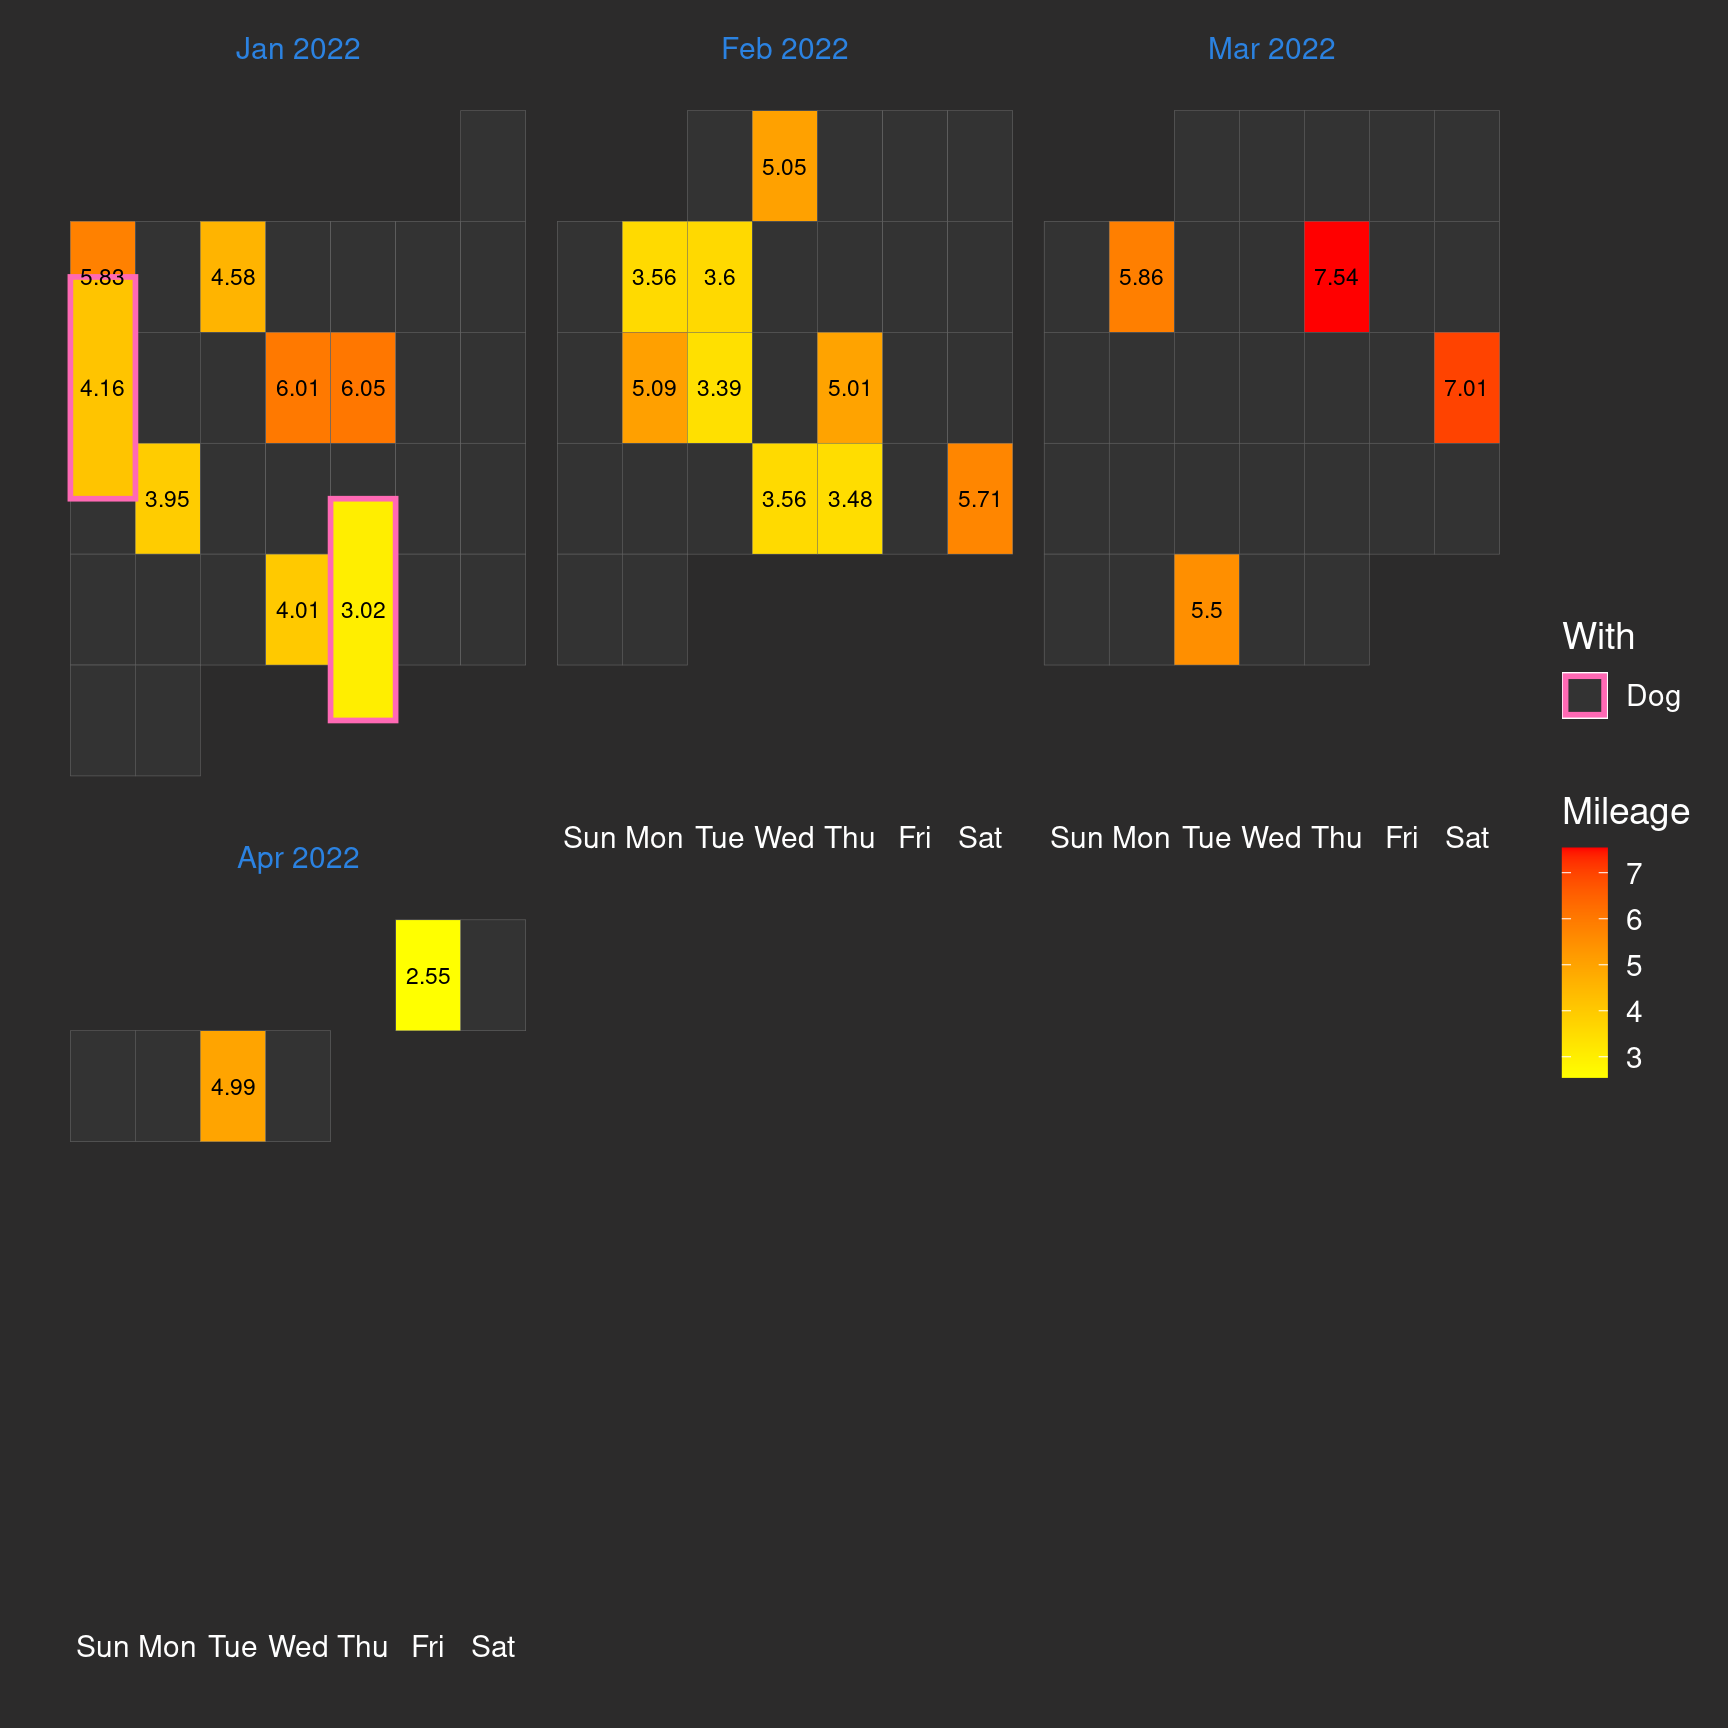 Jan 2022 Feb 2022 Mar 2022
5.05
5.83 4.58 3.56 3.6 5.86 7.54
4.16 6.01 6.05 5.09 3.39 5.01 7.01
3.95 3.56 3.48 5.71
4.01 3.02 5.5
With
Dog
Mileage
7
6
5
4
3
Sun Mon Tue Wed Thu Fri Sat Sun Mon Tue Wed Thu Fri Sat
Apr 2022
2.55
4.99
Sun Mon Tue Wed Thu Fri Sat